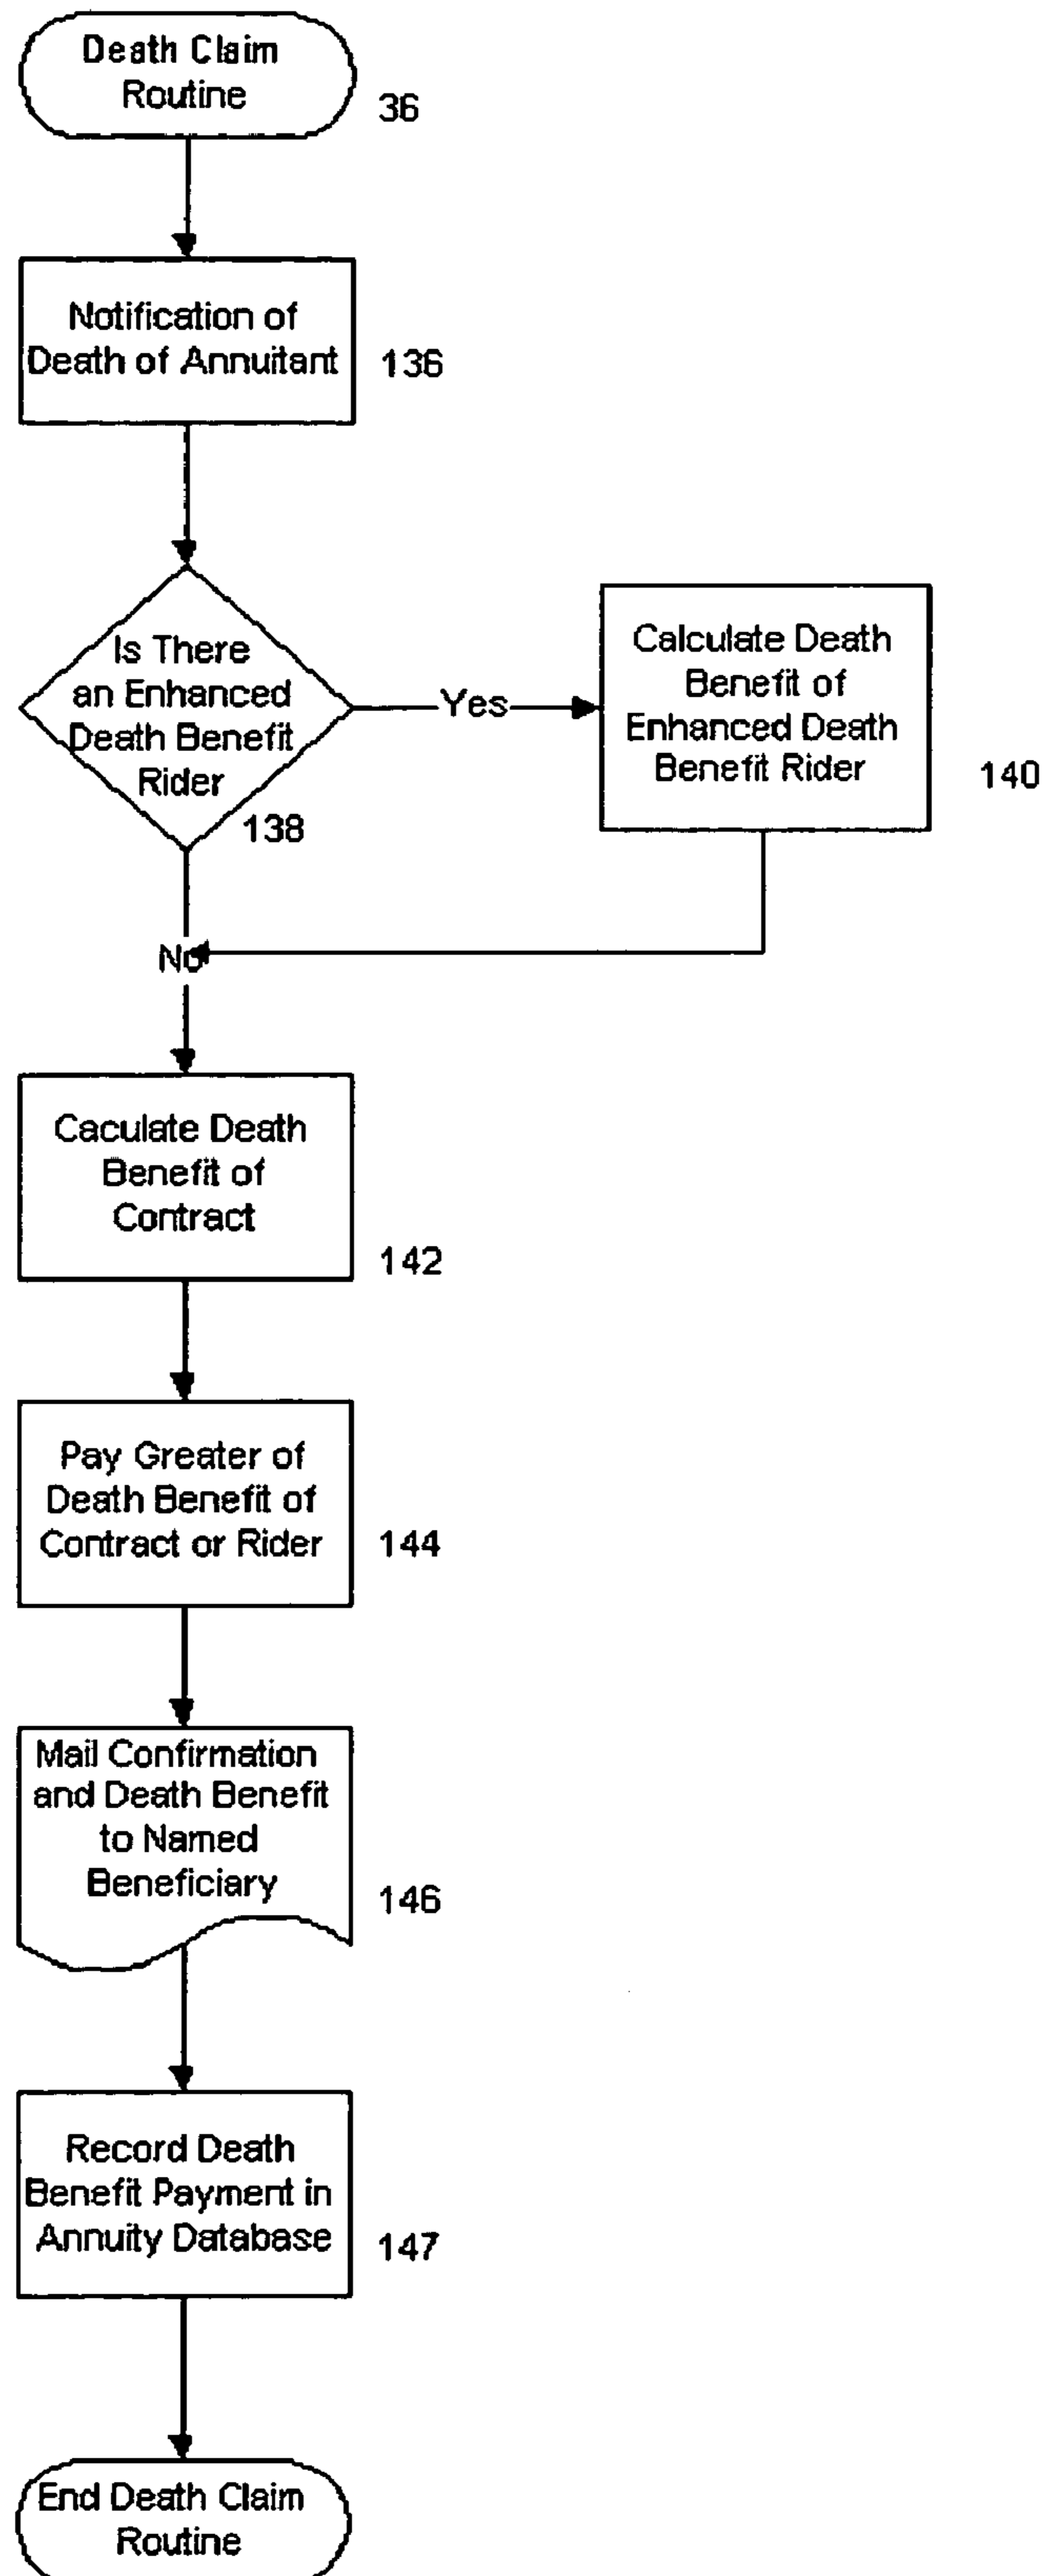 Death Claim
Routine
36
Notification of
Death of Annuitant
136
Is There
an Enhanced
Death Benefit
Rider
138
Yes
Calculate Death
Benefit of
Enhanced Death
Benefit Rider
140
No
Caculate Death
Benefit of
Contract
142
Pay Greater of
Death Benefit of
Contract or Rider
144
Mail Confirmation
and Death Benefit
to Named
Beneficiary
146
Record Death
Benefit Payment in
Annuity Database
147
End Death Claim
Routine